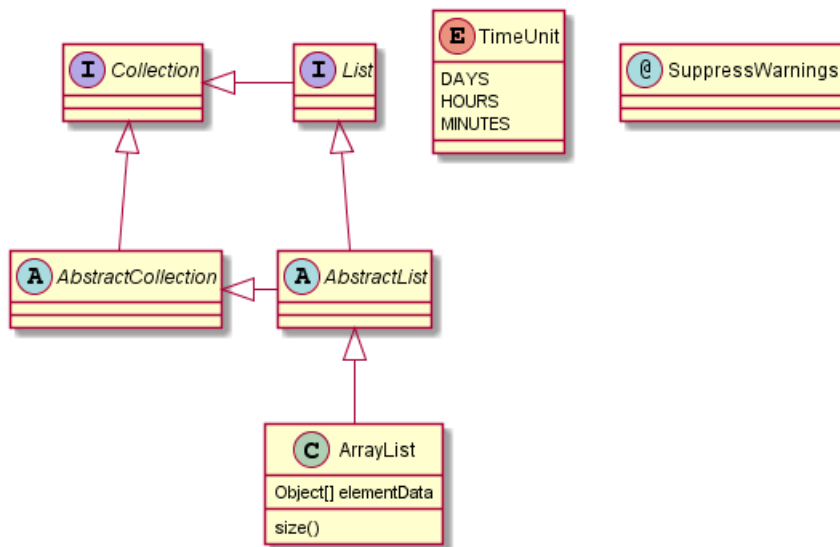 I Collection
I List
E TimeUnit
DAYS
HOURS
MINUTES
@ SuppressWarnings
A AbstractCollection
A AbstractList
C ArrayList
Object[] elementData
size()